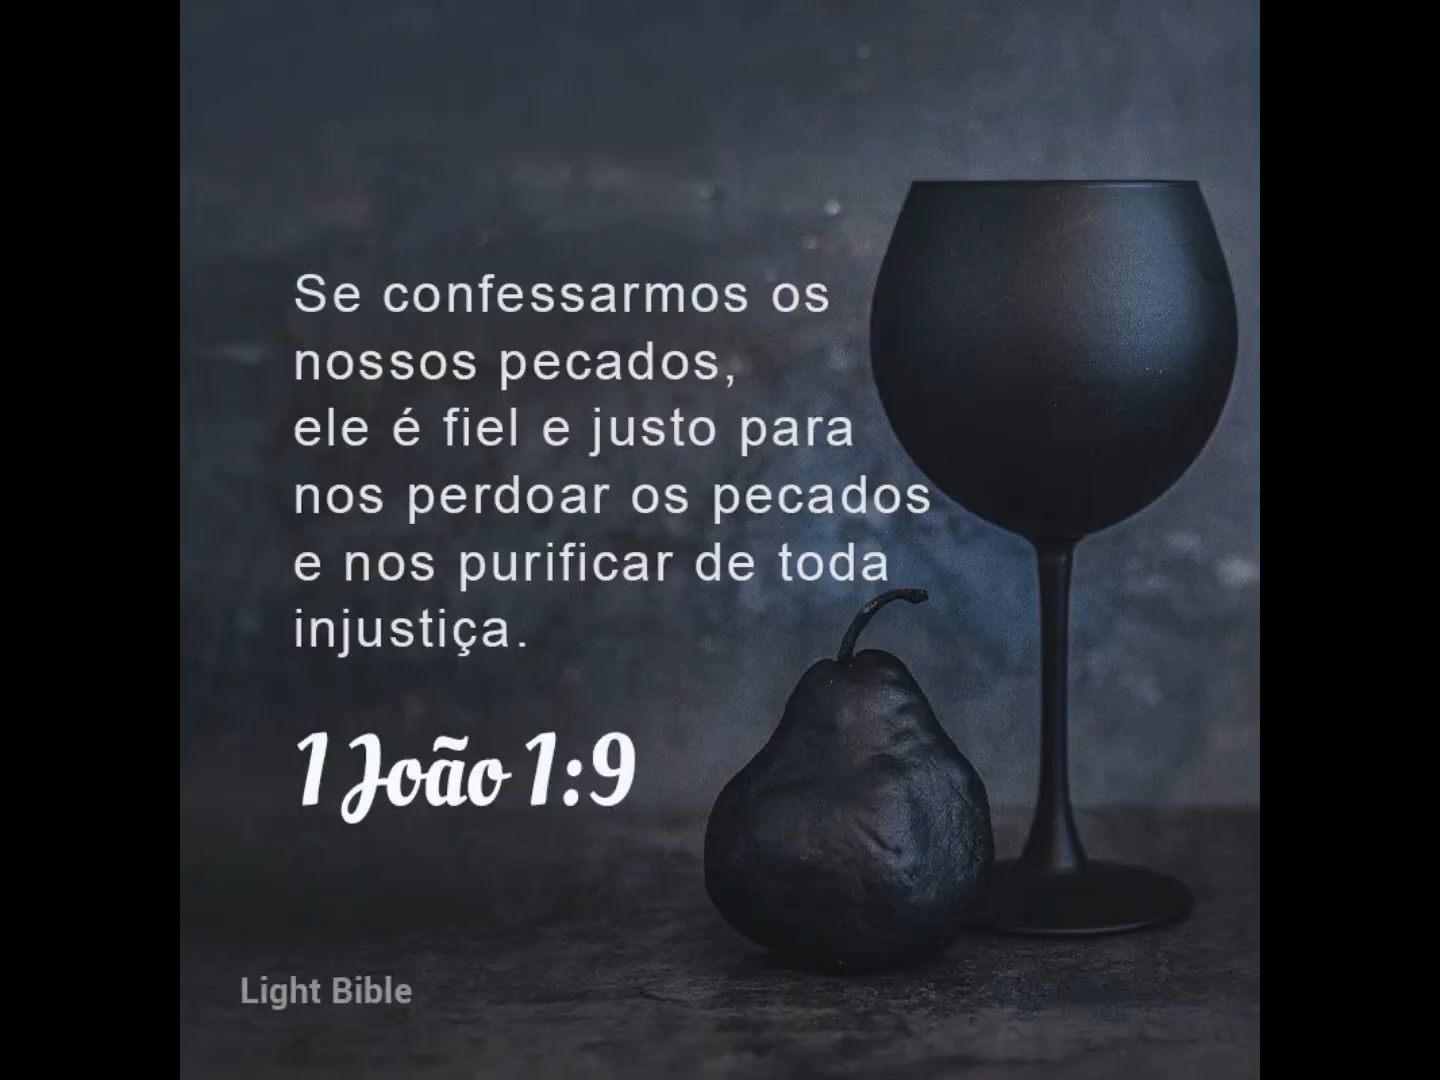 Se confessarmos os
nossos pecados,
ele é fiel e justo para
nos perdoar os pecados
e nos purificar de toda
injustiça.
1 João 1:9
Light Bible